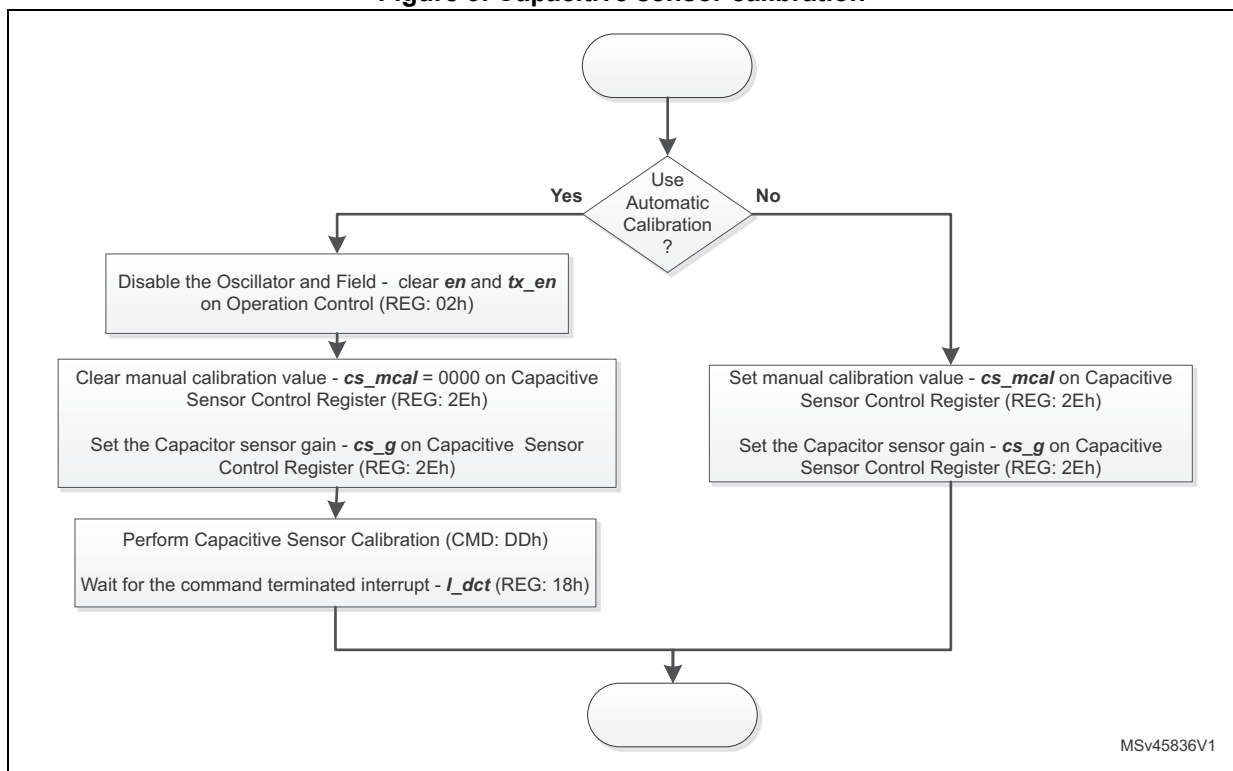 Figure 9. Capacitive sensor calibration
Use
Automatic
Calibration
?
Yes
No
Disable the Oscillator and Field - clear en and tx_en
on Operation Control (REG: 02h)
Clear manual calibration value - cs_mcal = 0000 on Capacitive
Sensor Control Register (REG: 2Eh)
Set the Capacitor sensor gain - cs_g on Capacitive Sensor
Control Register (REG: 2Eh)
Perform Capacitive Sensor Calibration (CMD: DDh)
Wait for the command terminated interrupt - I_dct (REG: 18h)
Set manual calibration value - cs_mcal on Capacitive
Sensor Control Register (REG: 2Eh)
Set the Capacitor sensor gain - cs_g on Capacitive
Sensor Control Register (REG: 2Eh)
MSv45836V1